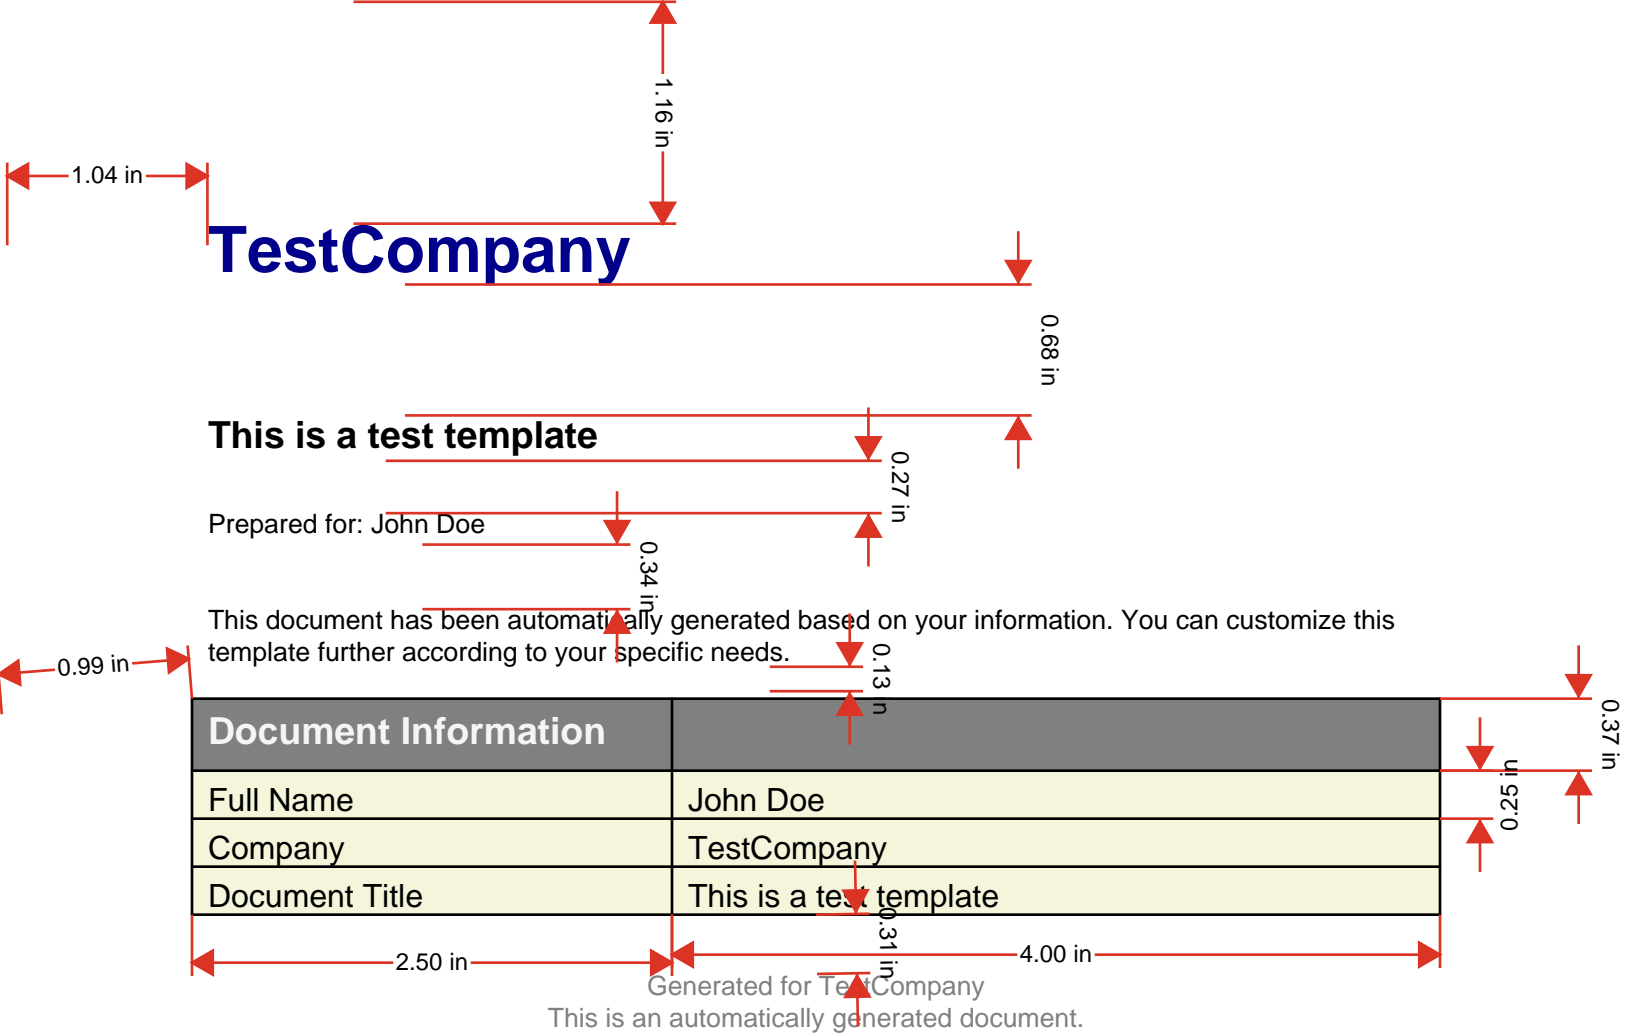 1.16 in
1.04 in
TestCompany
0.68 in
This is a test template
0.27 in
Prepared for: John Doe
0.34 in
This document has been automatically generated based on your information. You can customize this
template further according to your specific needs.
0.99 in
0.13 in
0.37 in
Document Information
0.25 in
Full Name John Doe
Company TestCompany
Document Title This is a test template
0.31 in
2.50 in
4.00 in
Generated for TestCompany
This is an automatically generated document.